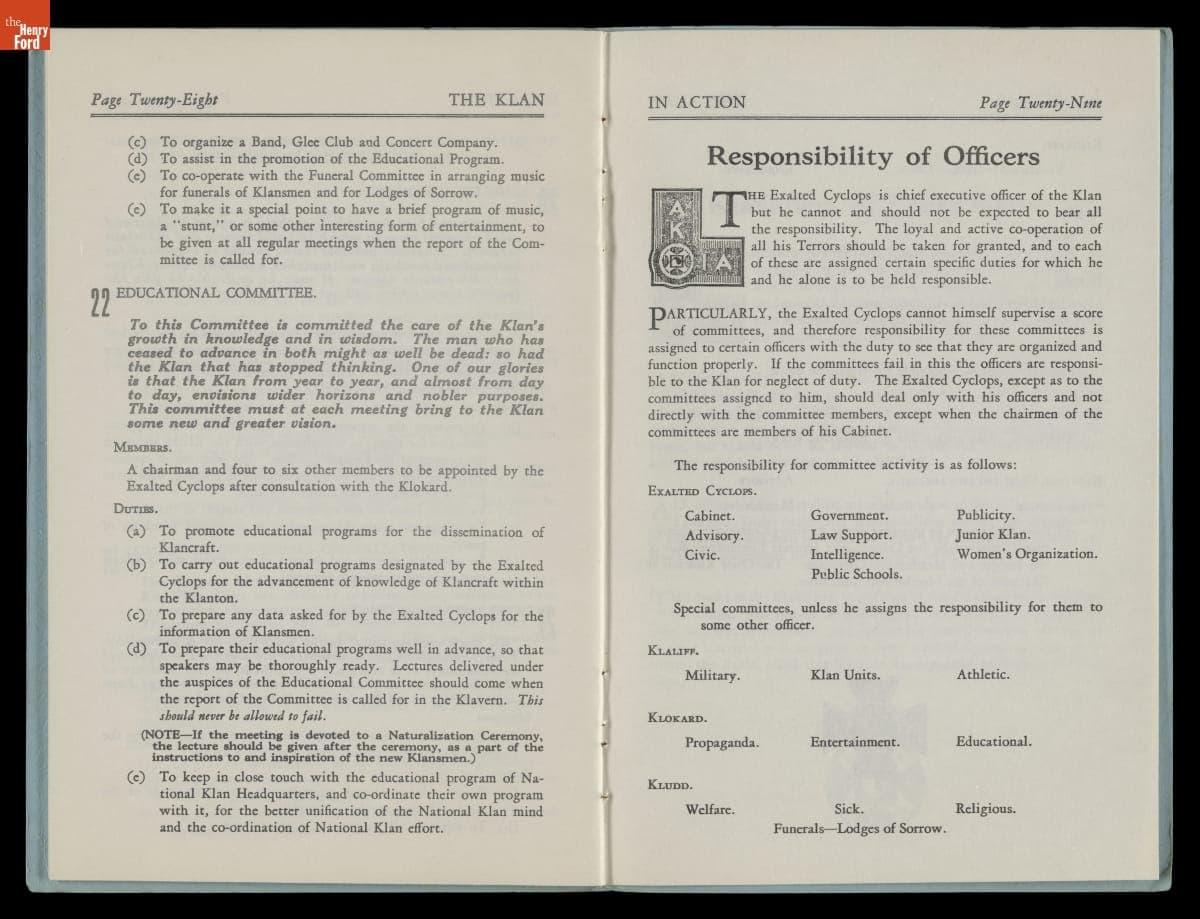 the
Henry
Ford
Page Twenty-Eight THE KLAN
(c) To organize a Band, Glee Club and Concert Company.
(d) To assist in the promotion of the Educational Program.
(e) To co-operate with the Funeral Committee in arranging music
for funerals of Klansmen and for Lodges of Sorrow.
(e) To make it a special point to have a brief program of music,
a "stunt," or some other interesting form of entertainment, to
be given at all regular meetings when the report of the Com-
mittee is called for.
22 EDUCATIONAL COMMITTEE.
To this Committee is committed the care of the Klan's
growth in knowledge and in wisdom. The man who has
ceased to advance in both might as well be dead: so had
the Klan that has stopped thinking. One of our glories
is that the Klan from year to year, and almost from day
to day, envisions wider horizons and nobler purposes.
This committee must at each meeting bring to the Klan
some new and greater vision.
MEMBERS.
A chairman and four to six other members to be appointed by the
Exalted Cyclops after consultation with the Klokard.
DUTIES.
(a) To promote educational programs for the dissemination of
Klancraft.
(b) To carry out educational programs designated by the Exalted
Cyclops for the advancement of knowledge of Klancraft within
the Klanton.
(c) To prepare any data asked for by the Exalted Cyclops for the
information of Klansmen.
(d) To prepare their educational programs well in advance, so that
speakers may be thoroughly ready. Lectures delivered under
the auspices of the Educational Committee should come when
the report of the Committee is called for in the Klavern. This
should never be allowed to fail.
(NOTE—If the meeting is devoted to a Naturalization Ceremony,
the lecture should be given after the ceremony, as a part of the
instructions to and inspiration of the new Klansmen.)
(e) To keep in close touch with the educational program of Na-
tional Klan Headquarters, and co-ordinate their own program
with it, for the better unification of the National Klan mind
and the co-ordination of National Klan effort.
IN ACTION Page Twenty-Nine
Responsibility of Officers
AK
IA
THE Exalted Cyclops is chief executive officer of the Klan
but he cannot and should not be expected to bear all
the responsibility. The loyal and active co-operation of
all his Terrors should be taken for granted, and to each
of these are assigned certain specific duties for which he
and he alone is to be held responsible.
PARTICULARLY, the Exalted Cyclops cannot himself supervise a score
of committees, and therefore responsibility for these committees is
assigned to certain officers with the duty to see that they are organized and
function properly. If the committees fail in this the officers are responsi-
ble to the Klan for neglect of duty. The Exalted Cyclops, except as to the
committees assigned to him, should deal only with his officers and not
directly with the committee members, except when the chairmen of the
committees are members of his Cabinet.
The responsibility for committee activity is as follows:
EXALTED CYCLOPS.
Cabinet. Government. Publicity.
Advisory. Law Support. Junior Klan.
Civic. Intelligence. Women's Organization.
Public Schools.
Special committees, unless he assigns the responsibility for them to
some other officer.
KLALIFF.
Military. Klan Units. Athletic.
KLOKARD.
Propaganda. Entertainment. Educational.
KLUDD.
Welfare. Sick. Religious.
Funerals—Lodges of Sorrow.